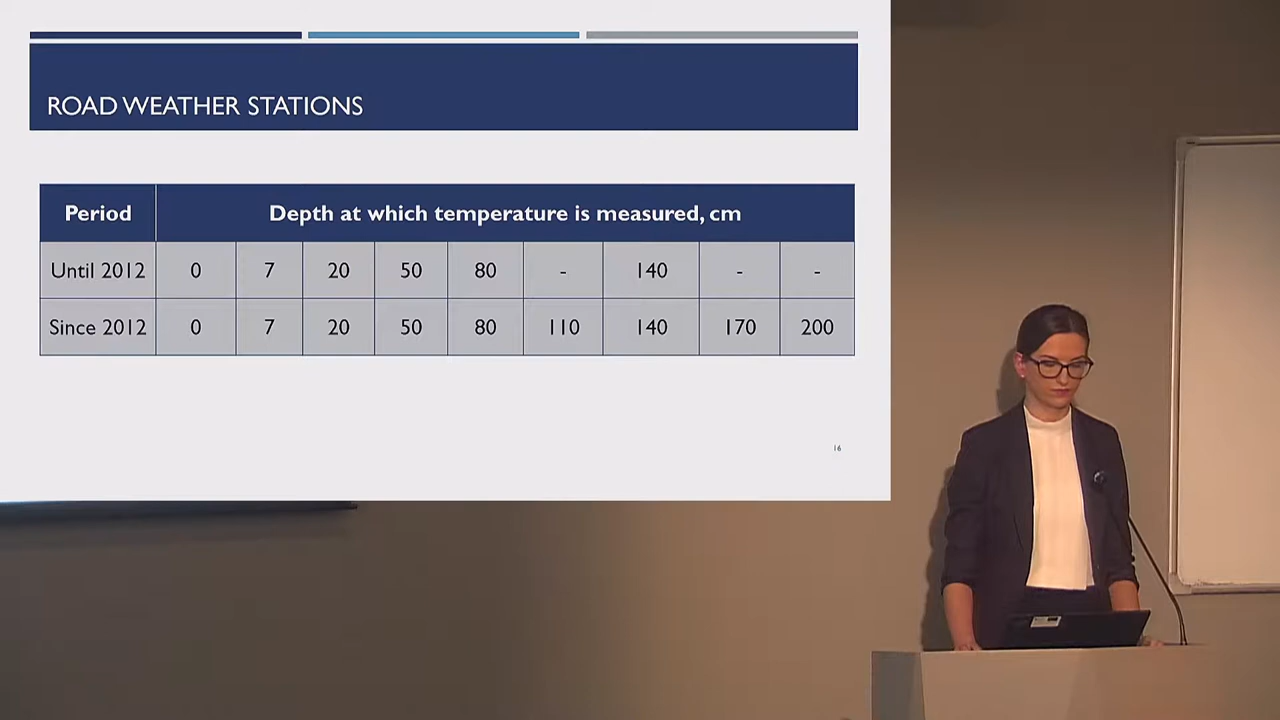 ROAD WEATHER STATIONS
Period Depth at which temperature is measured, cm
Until 2012 0 7 20 50 80 - 140 - -
Since 2012 0 7 20 50 80 110 140 170 200
16